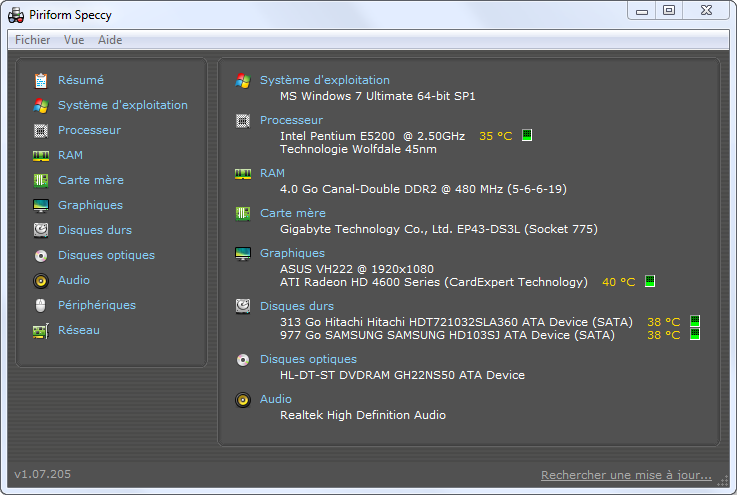 Piriform Speccy
Fichier Vue Aide
Résumé
Système d'exploitation
Processeur
RAM
Carte mère
Graphiques
Disques durs
Disques optiques
Audio
Périphériques
Réseau
Système d'exploitation
MS Windows 7 Ultimate 64-bit SP1
Processeur
Intel Pentium E5200 @ 2.50GHz 35 °C
Technologie Wolfdale 45nm
RAM
4.0 Go Canal-Double DDR2 @ 480 MHz (5-6-6-19)
Carte mère
Gigabyte Technology Co., Ltd. EP43-DS3L (Socket 775)
Graphiques
ASUS VH222 @ 1920x1080
ATI Radeon HD 4600 Series (CardExpert Technology) 40 °C
Disques durs
313 Go Hitachi Hitachi HDT721032SLA360 ATA Device (SATA) 38 °C
977 Go SAMSUNG SAMSUNG HD103SJ ATA Device (SATA) 38 °C
Disques optiques
HL-DT-ST DVDRAM GH22NS50 ATA Device
Audio
Realtek High Definition Audio
v1.07.205 Rechercher une mise à jour...